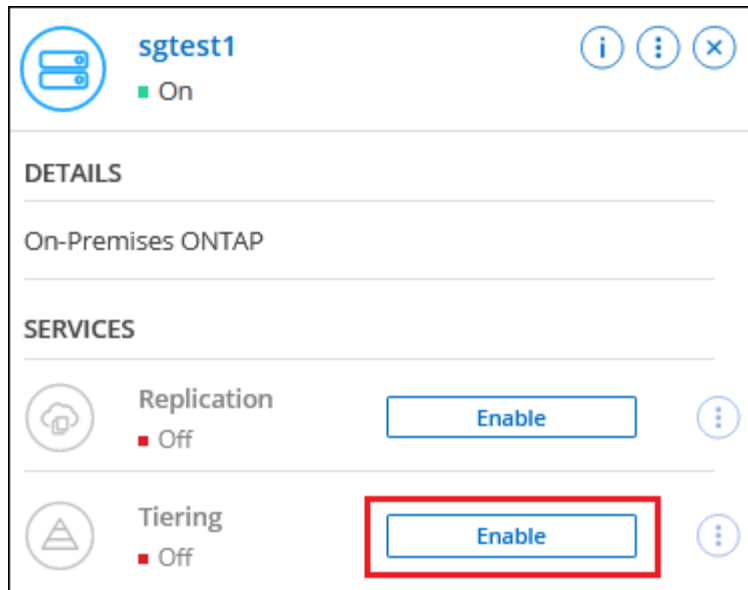 sgtest1
On
DETAILS
On-Premises ONTAP
SERVICES
Replication
Enable
Off
Tiering
Enable
Off